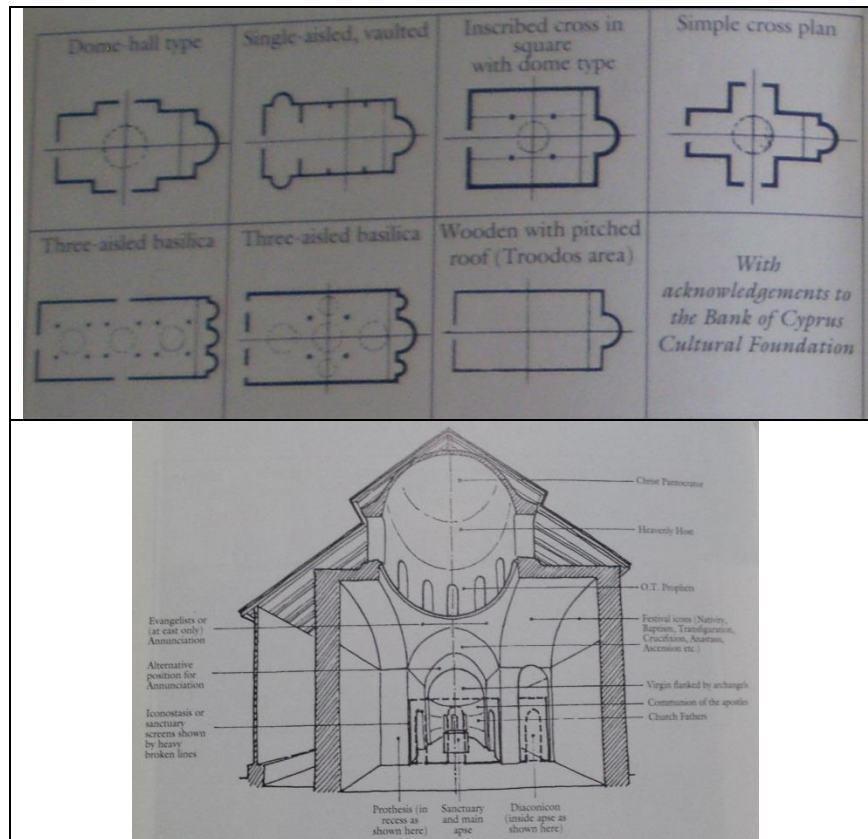 Dome-hall type
Single-aisled, vaulted
Inscribed cross in
square
with dome type
Simple cross plan
Three-aisled basilica
Three-aisled basilica
Wooden with pitched
roof (Troodos area)
With
acknowledgements to
the Bank of Cyprus
Cultural Foundation
Christ Pantocrator
Heavenly Host
O.T. Prophets
Evangelists or
(at east only)
Annunciation
Festival icons (Nativity,
Baptism, Transfiguration,
Crucifixion, Anastasis,
Ascension etc.)
Alternative
position for
Annunciation
Virgin flanked by archangels
Communion of the apostles
Church Fathers
Iconostasis or
sanctuary
screens shown
by heavy
broken lines
Prothesis (in
recess as
shown here)
Sanctuary
and main
apse
Diaconicon
(inside apse as
shown here)